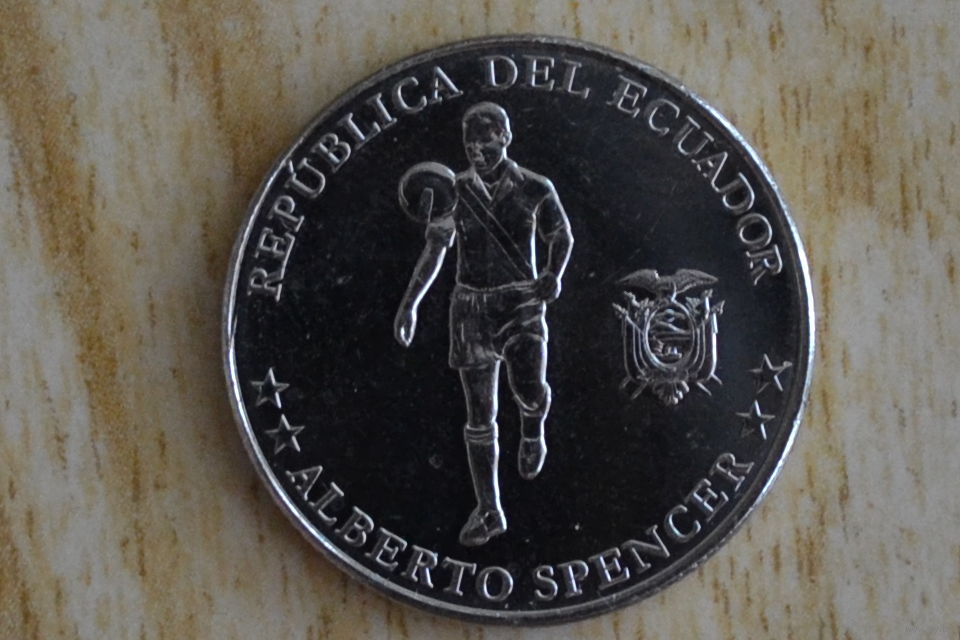 REPÚBLICA DEL ECUADOR
ALBERTO SPENCER